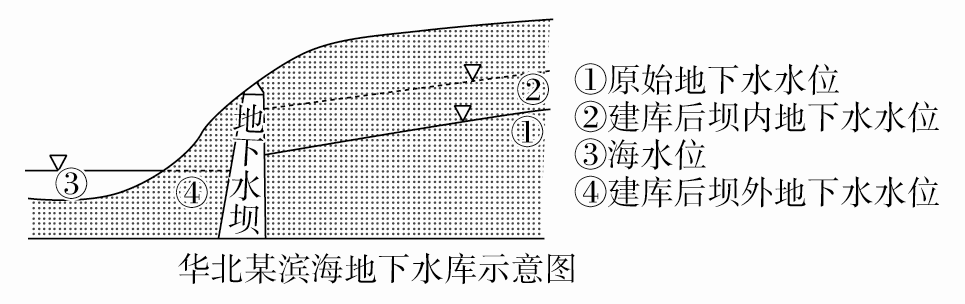 ①原始地下水水位
②建库后坝内地下水水位
③海水位
④建库后坝外地下水水位
②
①
③
④
地下水坝
华北某滨海地下水库示意图